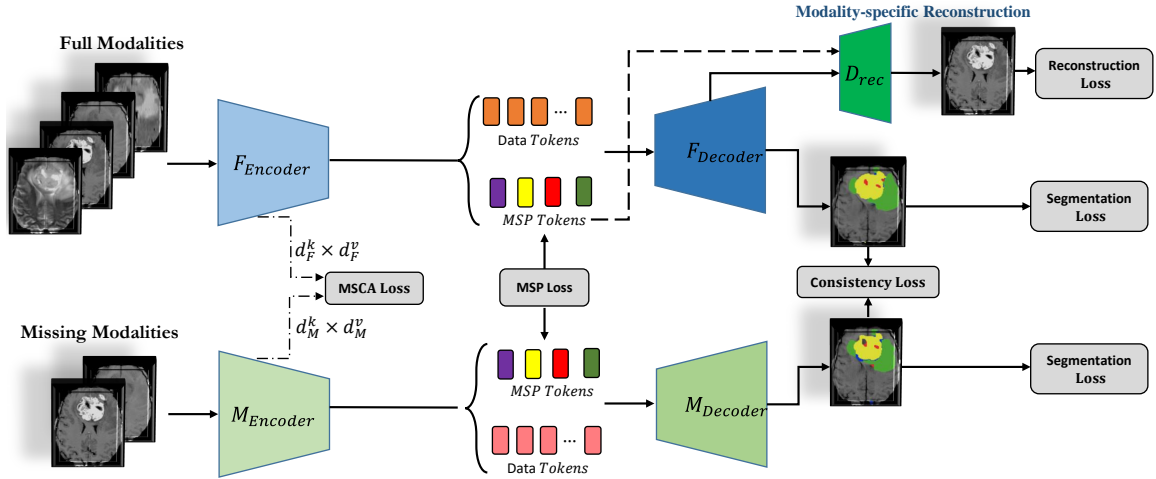 Modality-specific Reconstruction
Full Modalities
D_rec
Reconstruction
Loss
...
Data Tokens
F_Encoder
F_Decoder
MSP Tokens
Segmentation
Loss
d_F^k × d_F^v
MSCA Loss
MSP Loss
Consistency Loss
d_M^k × d_M^v
Missing Modalities
MSP Tokens
Segmentation
Loss
M_Encoder
M_Decoder
...
Data Tokens